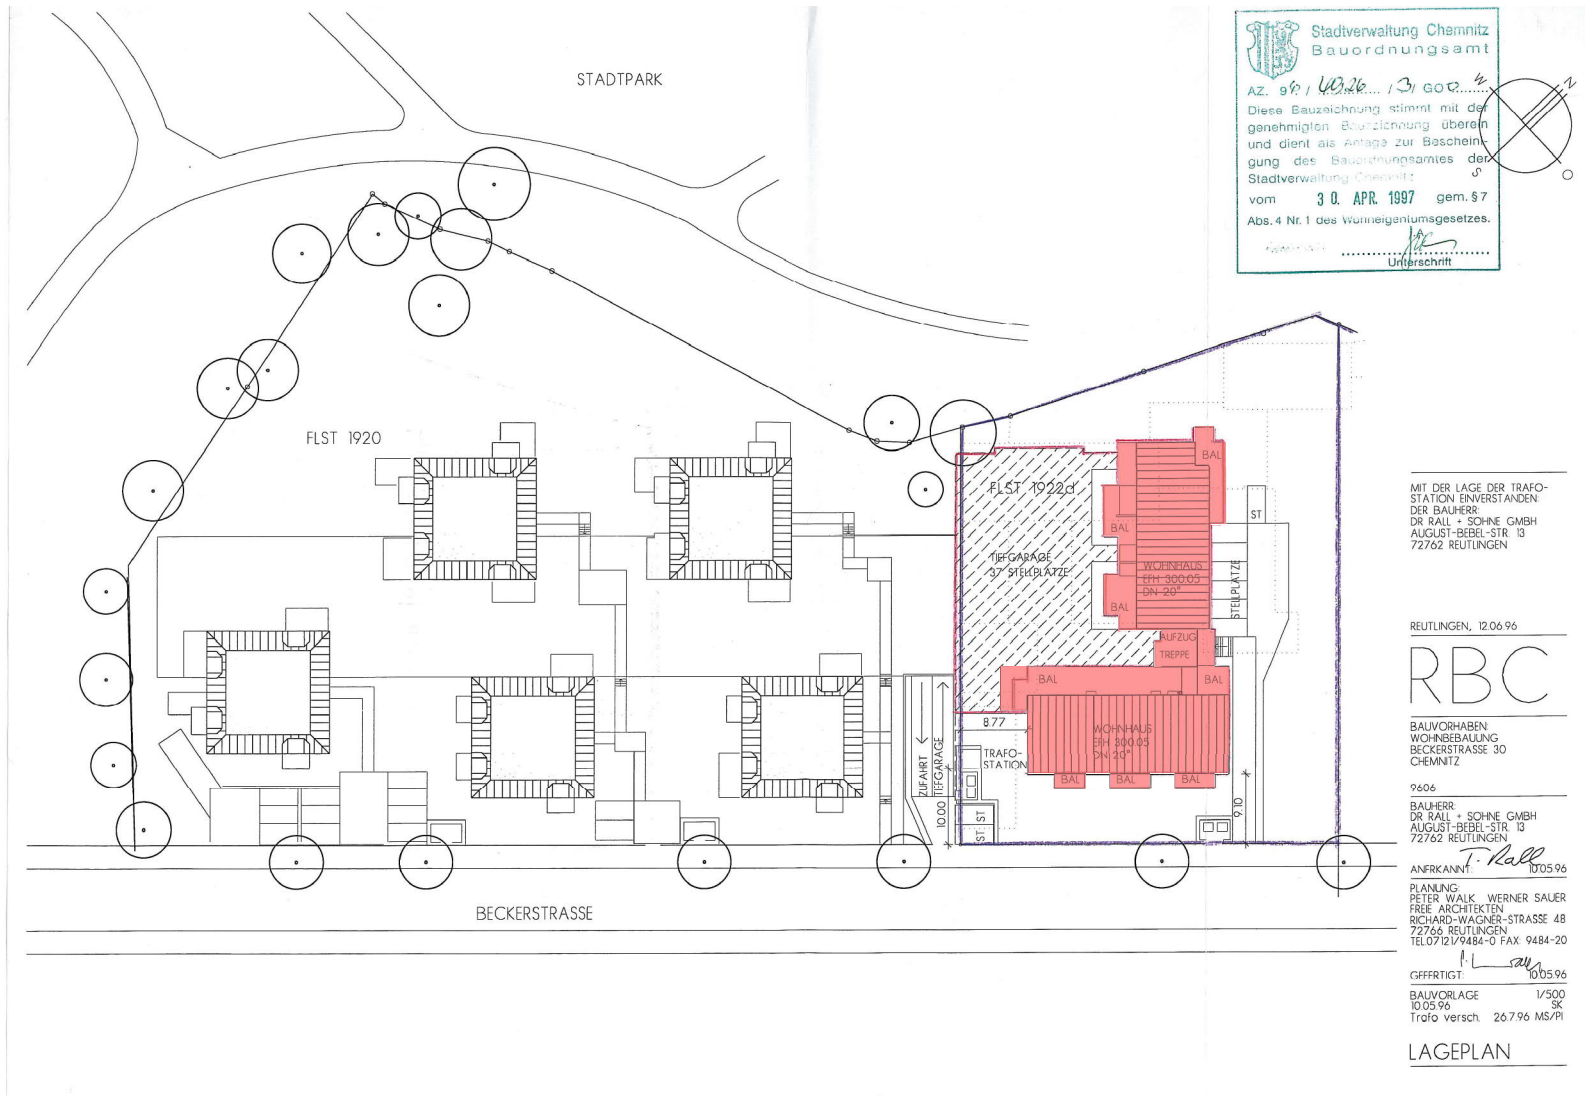 STADTPARK
Stadtverwaltung Chemnitz
Bauordnungsamt
AZ. 9
Diese Bauzeichnung stimmt mit der
genehmigten Bauzeichnung überein
und dient als Anlage zur Beschein-
gung des Bauordnungsamtes der
Stadtverwaltung Chemnitz
vom 30. APR. 1997 gem. §7
Abs. 4 Nr. 1 des Wohneigentumsgesetzes.
Unterschrift
W
N
S
O
FLST 1920
FLST 1922d
TIEFGARAGE
37 STELLPLÄTZE
BAL
BAL
BAL
WOHNHAUS
EFH 300.05
DN 20°
ST
STELLPLÄTZE
AUFZUG
TREPPE
BAL
BAL
8.77
WOHNHAUS
EFH 300.05
DN 20°
TRAFO-
STATION
ZUFAHRT
TIEFGARAGE
BAL
BAL
BAL
10.00
ST
ST
9.10
BECKERSTRASSE
MIT DER LAGE DER TRAFO-
STATION EINVERSTANDEN:
DER BAUHERR:
DR RALL + SÖHNE GMBH
AUGUST-BEBEL-STR. 13
72762 REUTLINGEN
REUTLINGEN, 12.06.96
RBC
BAUVORHABEN:
WOHNBEBAUUNG
BECKERSTRASSE 30
CHEMNITZ
9606
BAUHERR:
DR RALL + SÖHNE GMBH
AUGUST-BEBEL-STR. 13
72762 REUTLINGEN
T. Rall
ANERKANNT: 10.05.96
PLANUNG:
PETER WALK WERNER SAUER
FREIE ARCHITEKTEN
RICHARD-WAGNER-STRASSE 48
72766 REUTLINGEN
TEL.07121/9484-0 FAX: 9484-20
GEFERTIGT: 10.05.96
BAUVORLAGE 1/500
10.05.96 SK
Trafo versch. 26.7.96 MS/PI
LAGEPLAN